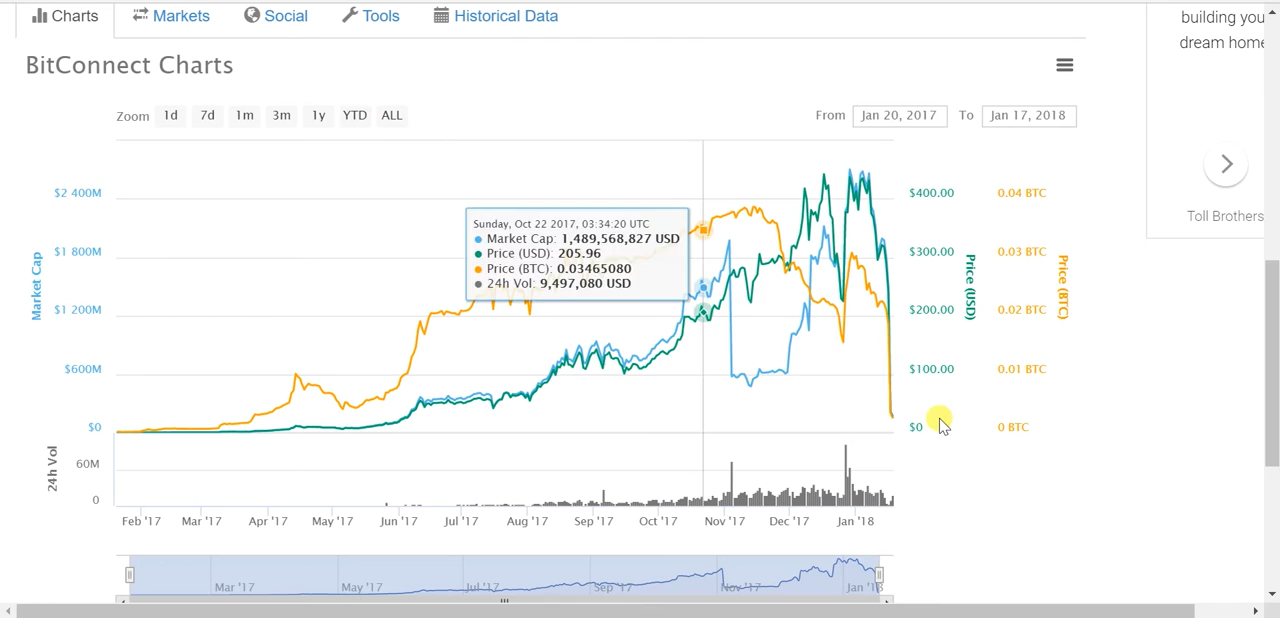 Charts Markets Social Tools Historical Data
building you
dream home
BitConnect Charts
Zoom 1d 7d 1m 3m 1y YTD ALL
From Jan 20, 2017 To Jan 17, 2018
$2 400M
$1 800M
$1 200M
$600M
$0
Market Cap
Sunday, Oct 22 2017, 03:34:20 UTC
Market Cap: 1,489,568,827 USD
Price (USD): 205.96
Price (BTC): 0.03465080
24h Vol: 9,497,080 USD
$400.00
$300.00
$200.00
$100.00
$0
Price (USD)
0.04 BTC
0.03 BTC
0.02 BTC
0.01 BTC
0 BTC
Price (BTC)
Toll Brothers
24h Vol
60M
0
Feb '17 Mar '17 Apr '17 May '17 Jun '17 Jul '17 Aug '17 Sep '17 Oct '17 Nov '17 Dec '17 Jan '18
Mar '17 May '17 Jul '17 Sep '17 Nov '17 Jan '18